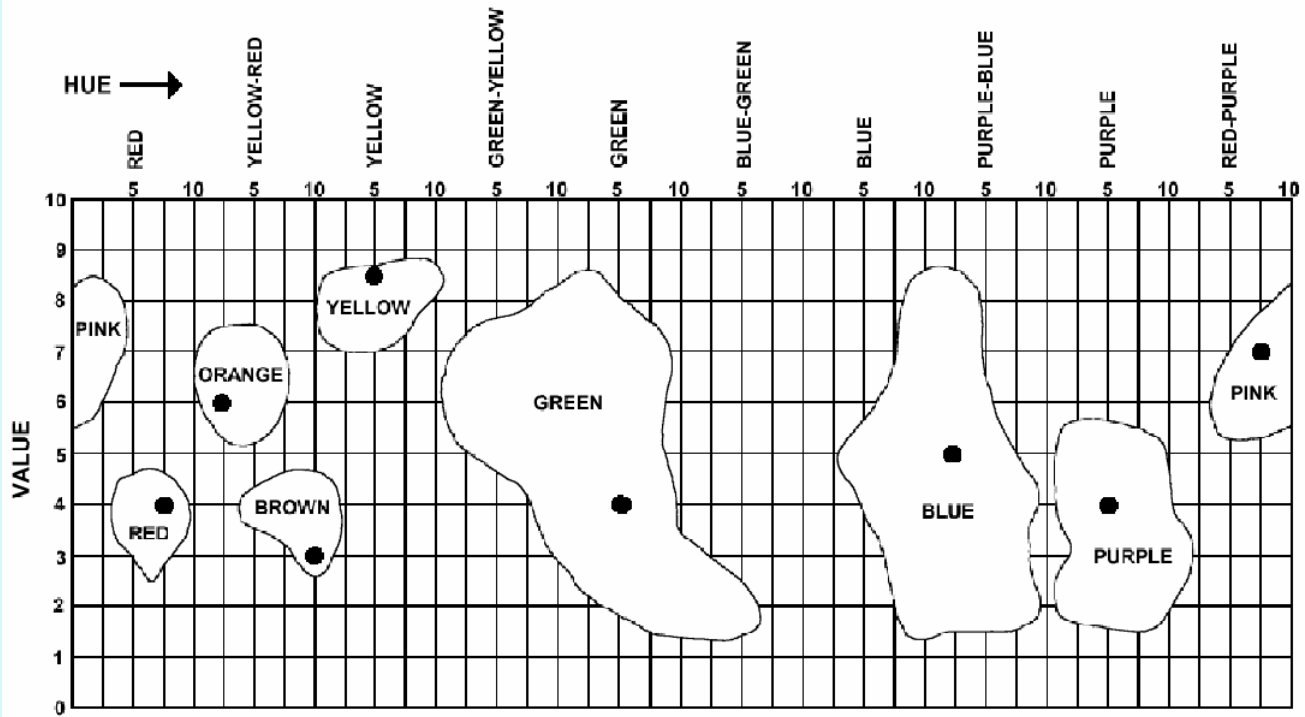 HUE
RED
YELLOW-RED
YELLOW
GREEN-YELLOW
GREEN
BLUE-GREEN
BLUE
PURPLE-BLUE
PURPLE
RED-PURPLE
5 10 5 10 5 10 5 10 5 10 5 10 5 10 5 10 5 10 5 10
VALUE
10
9
8
7
6
5
4
3
2
1
0
PINK
YELLOW
ORANGE
GREEN
PINK
RED
BROWN
BLUE
PURPLE